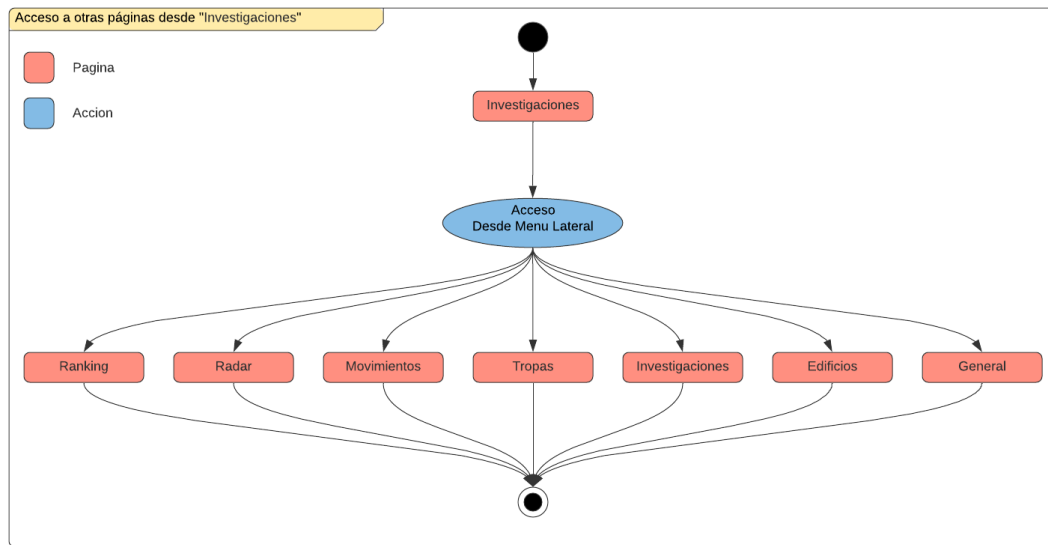 Acceso a otras páginas desde "Investigaciones"
Pagina
Accion
Investigaciones
Acceso
Desde Menu Lateral
Ranking
Radar
Movimientos
Tropas
Investigaciones
Edificios
General